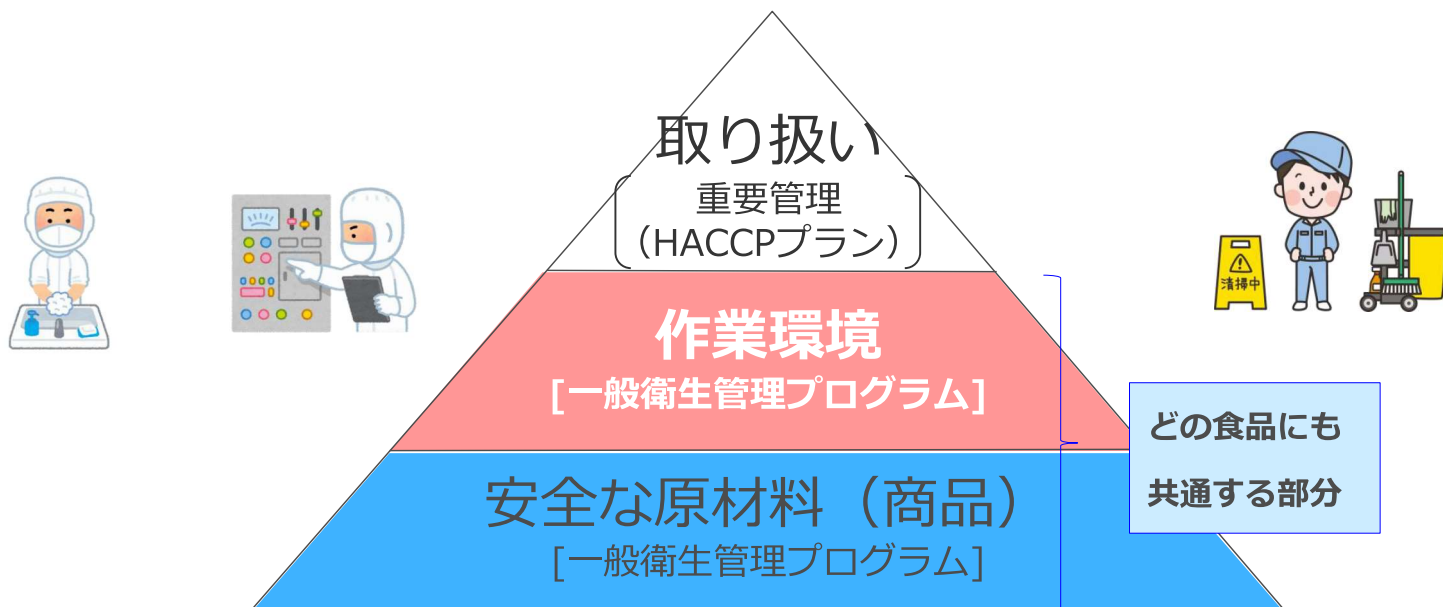 取り扱い
重要管理
（HACCPプラン）
清掃中
作業環境
[一般衛生管理プログラム]
どの食品にも
共通する部分
安全な原材料（商品）
[一般衛生管理プログラム]